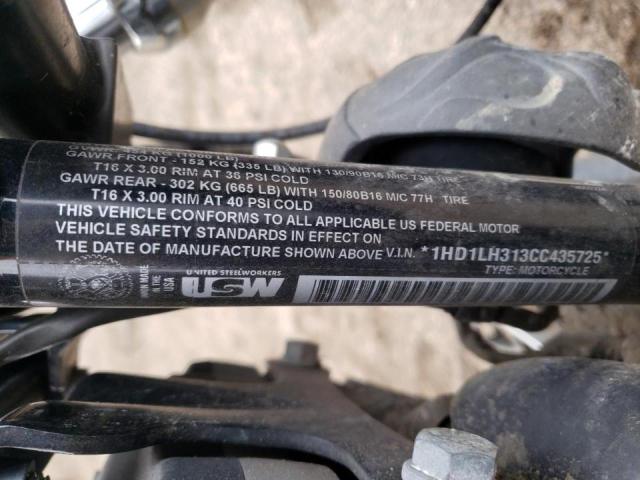 GAWR FRONT - 152 KG (335 LB) WITH 130/90B16 M/C 73H TIRE
T16 X 3.00 RIM AT 36 PSI COLD
GAWR REAR - 302 KG (665 LB) WITH 150/80B16 M/C 77H TIRE
T16 X 3.00 RIM AT 40 PSI COLD
THIS VEHICLE CONFORMS TO ALL APPLICABLE US FEDERAL MOTOR
VEHICLE SAFETY STANDARDS IN EFFECT ON
THE DATE OF MANUFACTURE SHOWN ABOVE V.I.N. *1HD1LH313CC435725*
TYPE: MOTORCYCLE
MADE
IN THE
USA
UNITED STEELWORKERS
USW